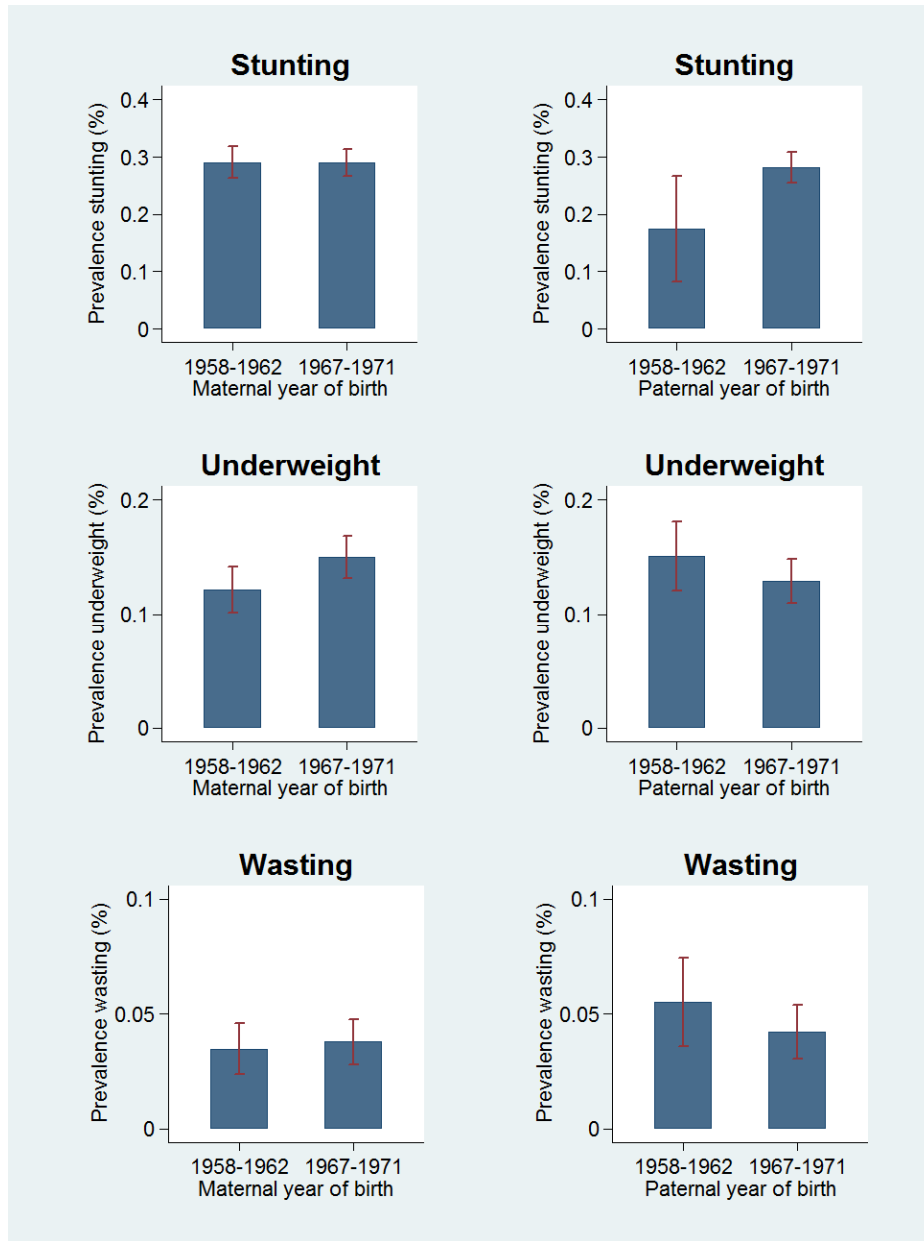 Stunting
Prevalence stunting (%)
0.4
0.3
0.2
0.1
0
1958-1962 1967-1971
Maternal year of birth
Stunting
Prevalence stunting (%)
0.4
0.3
0.2
0.1
0
1958-1962 1967-1971
Paternal year of birth
Underweight
Prevalence underweight (%)
0.2
0.1
0
1958-1962 1967-1971
Maternal year of birth
Underweight
Prevalence underweight (%)
0.2
0.1
0
1958-1962 1967-1971
Paternal year of birth
Wasting
Prevalence wasting (%)
0.1
0.05
0
1958-1962 1967-1971
Maternal year of birth
Wasting
Prevalence wasting (%)
0.1
0.05
0
1958-1962 1967-1971
Paternal year of birth